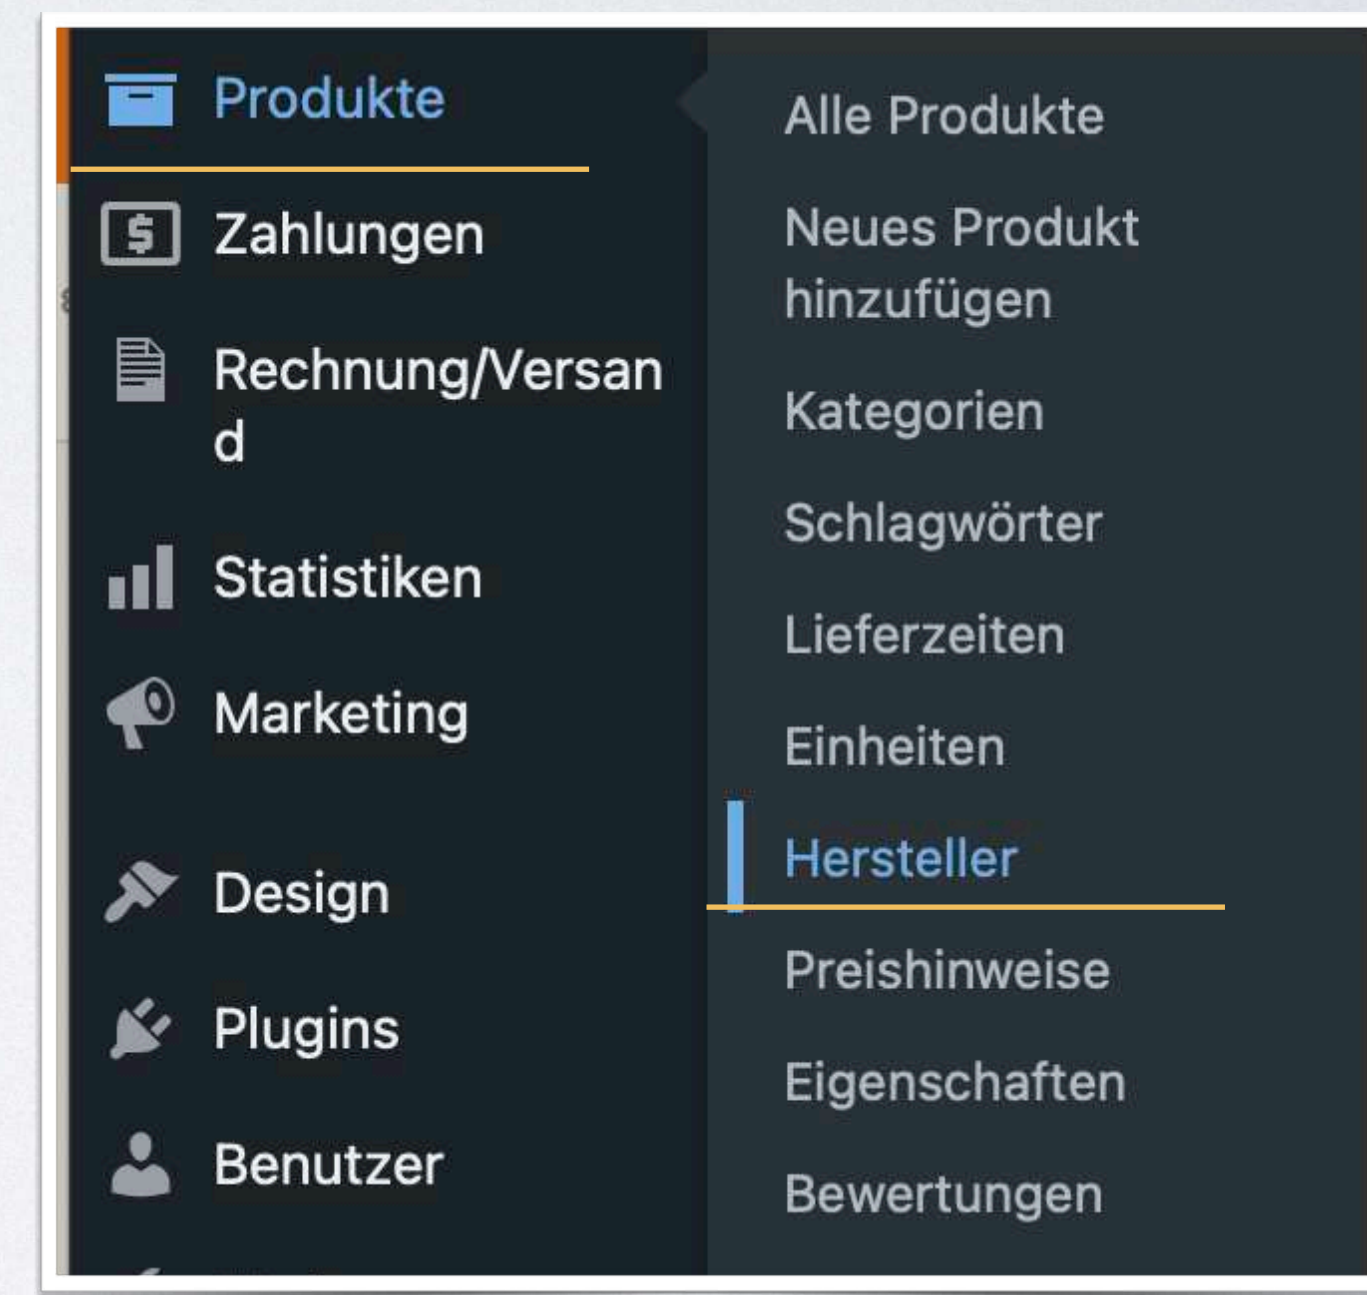 Produkte
Zahlungen
Rechnung/Versan
d
Statistiken
Marketing
Design
Plugins
Benutzer
Alle Produkte
Neues Produkt
hinzufügen
Kategorien
Schlagwörter
Lieferzeiten
Einheiten
Hersteller
Preishinweise
Eigenschaften
Bewertungen